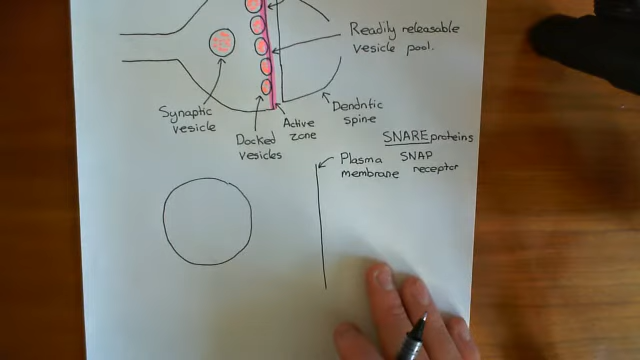 Readily releasable
vesicle pool.
Synaptic
vesicle
Docked
vesicles
Active
zone
Dendritic
spine
SNARE proteins
SNAP
receptor
Plasma
membrane